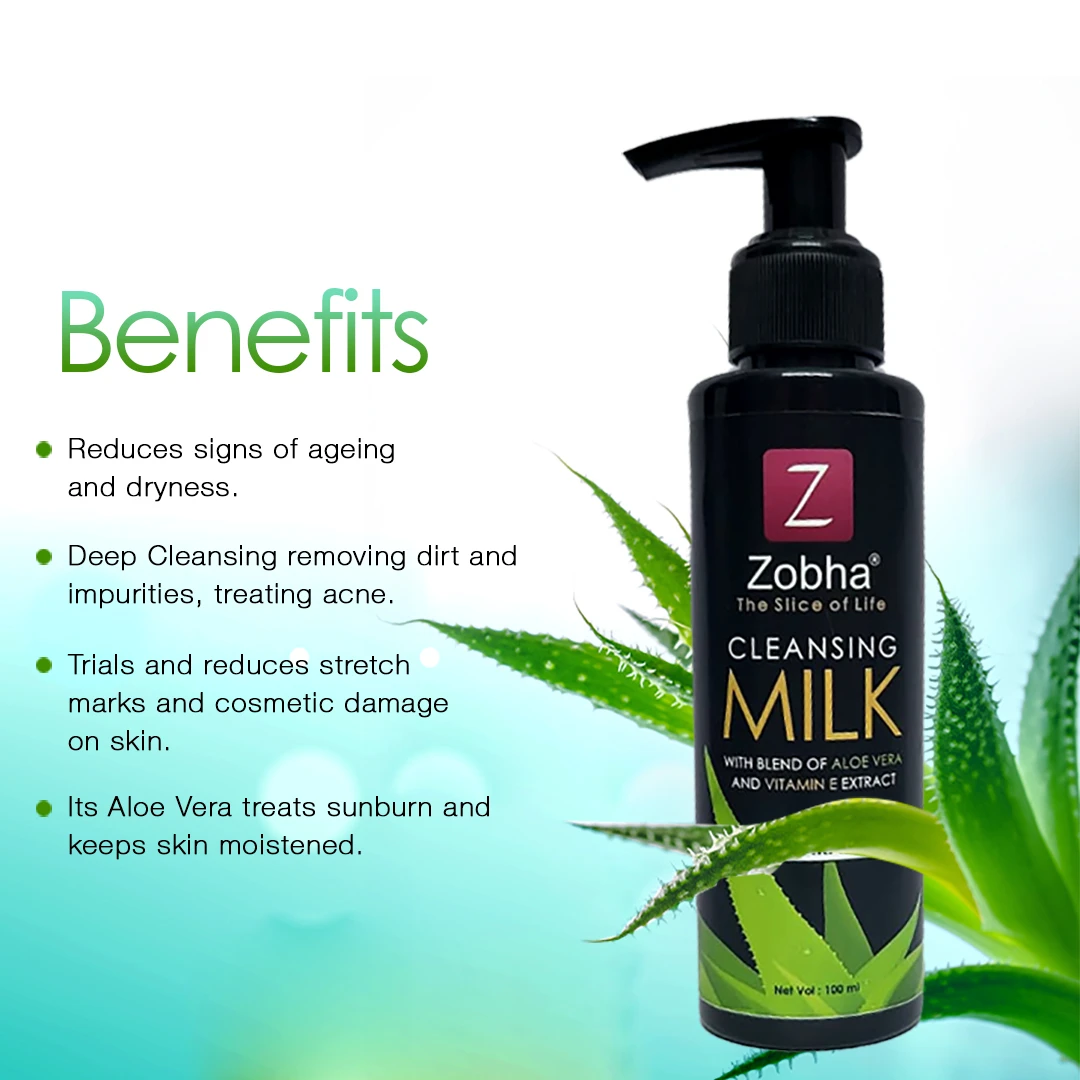 Benefits
Reduces signs of ageing
and dryness.
Deep Cleansing removing dirt and
impurities, treating acne.
Trials and reduces stretch
marks and cosmetic damage
on skin.
Its Aloe Vera treats sunburn and
keeps skin moistened.
Z
Zobha®
The Slice of Life
CLEANSING
MILK
WITH BLEND OF ALOE VERA
AND VITAMIN E EXTRACT
Net Vol : 100 ml